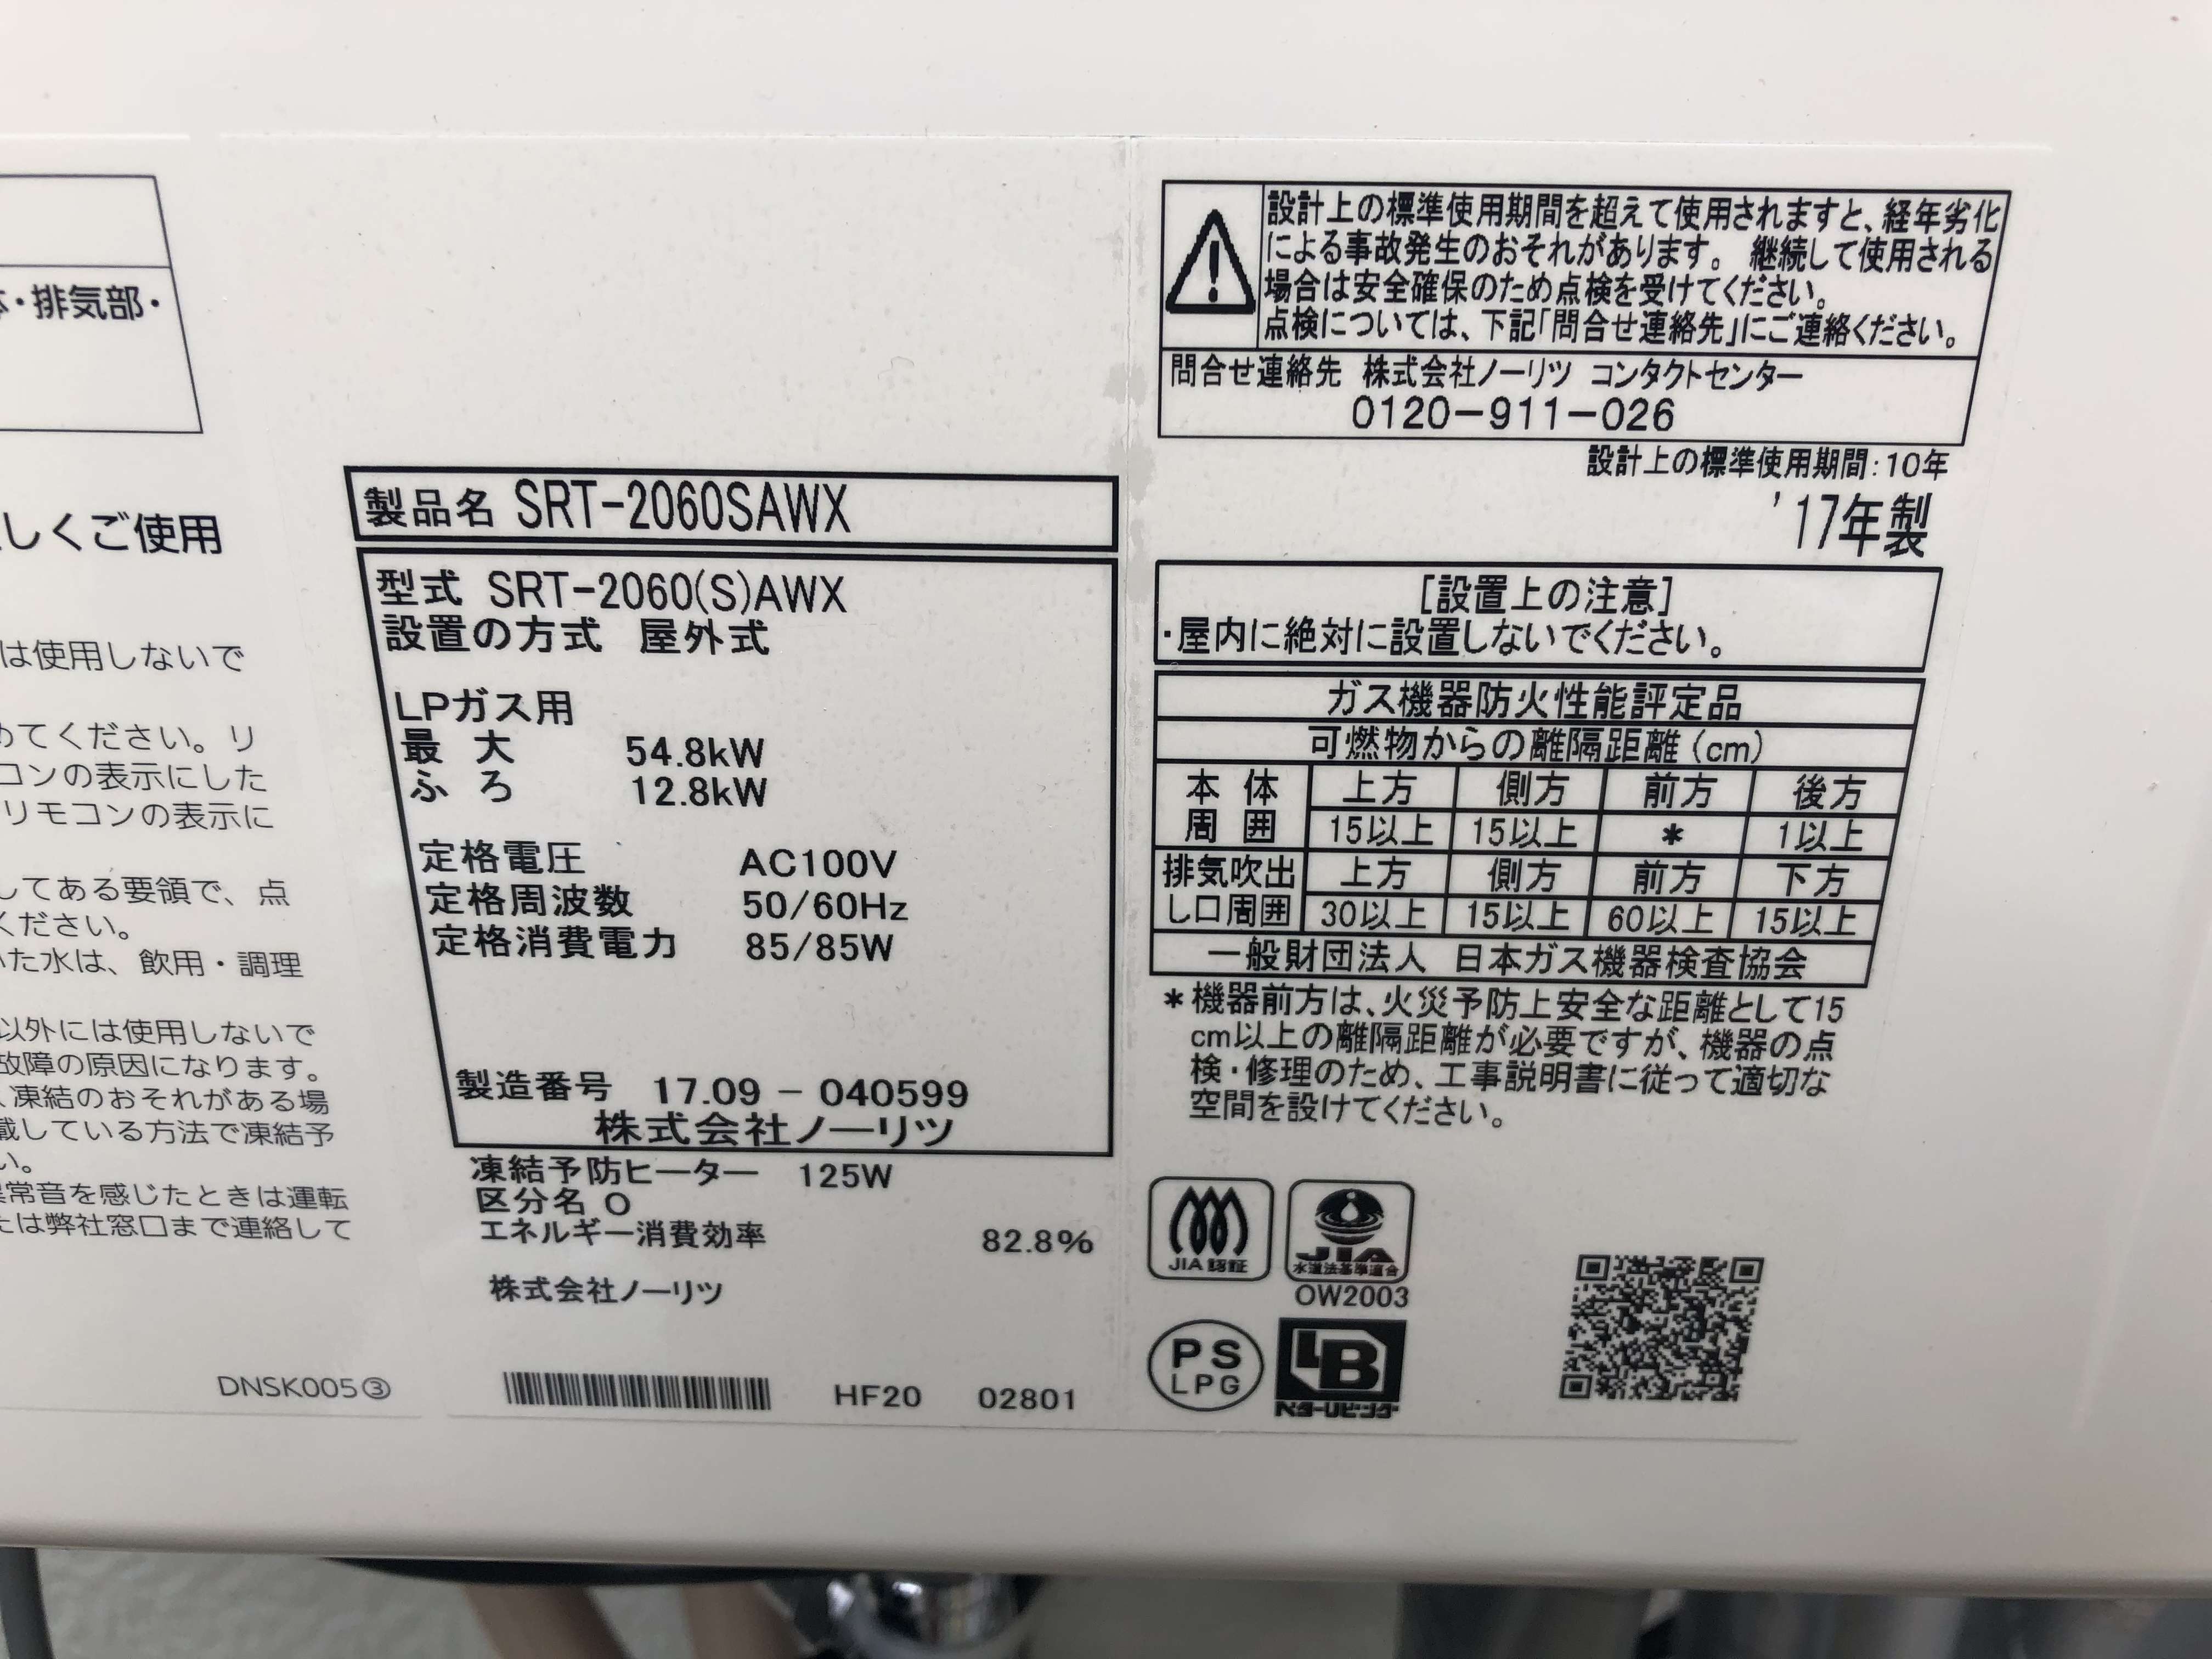 ・排気部・
しくご使用
は使用しないで
めてください。リ
コンの表示にした
リモコンの表示に
してある要領で、点
ください。
いた水は、飲用・調理
以外には使用しないで
故障の原因になります。
凍結のおそれがある場
載している方法で凍結予
い。
常音を感じたときは運転
たは弊社窓口まで連絡して
DNSK005③
製品名 SRT-2060SAWX
型式 SRT-2060(S)AWX
設置の方式 屋外式
LPガス用
最大 54.8kW
ふろ 12.8kW
定格電圧 AC100V
定格周波数 50/60Hz
定格消費電力 85/85W
製造番号 17.09 - 040599
株式会社ノーリツ
凍結予防ヒーター 125W
区分名 O
エネルギー消費効率 82.8%
株式会社ノーリツ
HF20 02801
設計上の標準使用期間を超えて使用されますと、経年劣化
による事故発生のおそれがあります。 継続して使用される
場合は安全確保のため点検を受けてください。
点検については、下記「問合せ連絡先」にご連絡ください。
問合せ連絡先 株式会社ノーリツ コンタクトセンター
0120-911-026
設計上の標準使用期間:10年
'17年製
[設置上の注意]
・屋内に絶対に設置しないでください。
ガス機器防火性能評定品
可燃物からの離隔距離(cm)
本体 上方 側方 前方 後方
周囲 15以上 15以上 * 1以上
排気吹出 上方 側方 前方 下方
し口周囲 30以上 15以上 60以上 15以上
一般財団法人 日本ガス機器検査協会
*機器前方は、火災予防上安全な距離として15
cm以上の離隔距離が必要ですが、機器の点
検・修理のため、工事説明書に従って適切な
空間を設けてください。
JIA 認証
JIA
水道法基準適合
OW2003
PS
LPG
BL
ベターリビング